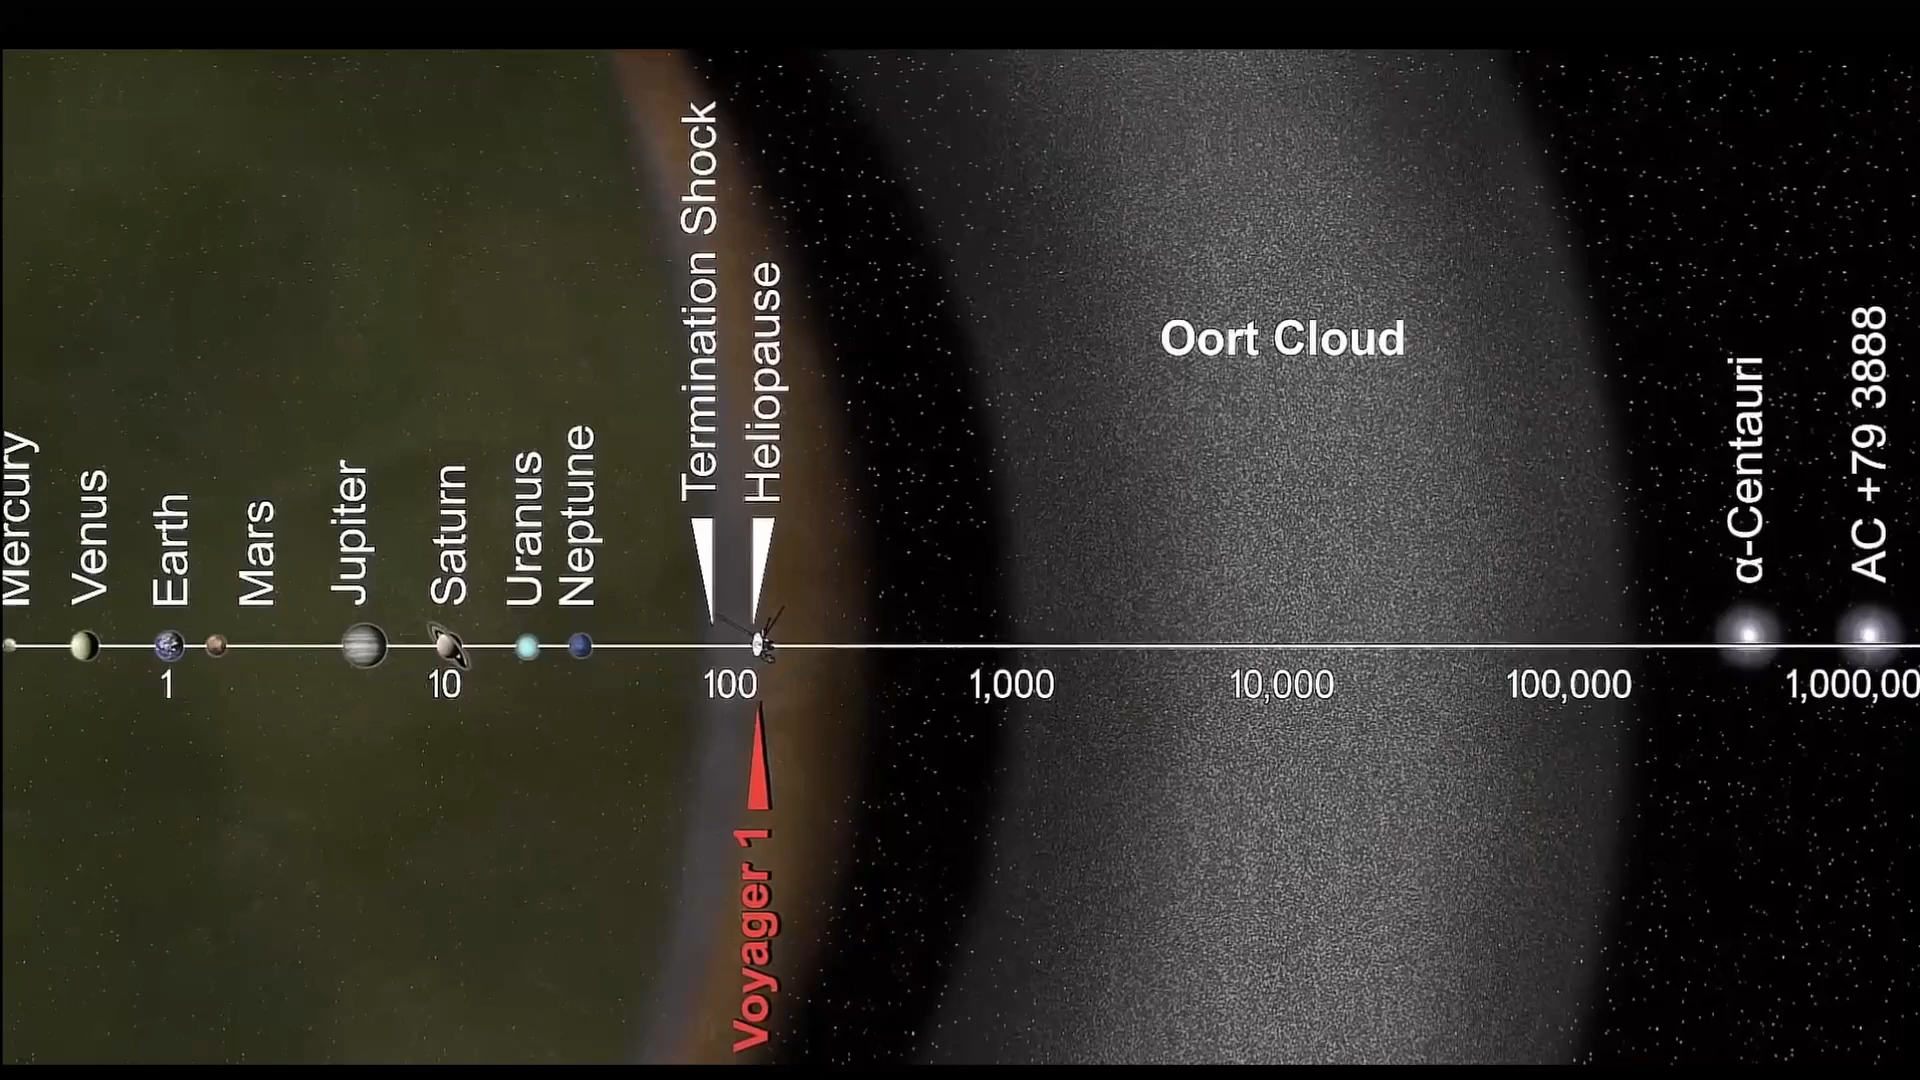 Mercury
Venus
Earth
Mars
Jupiter
Saturn
Uranus
Neptune
Termination Shock
Heliopause
Oort Cloud
α-Centauri
AC +79 3888
1
10
100
1,000
10,000
100,000
1,000,00
Voyager 1